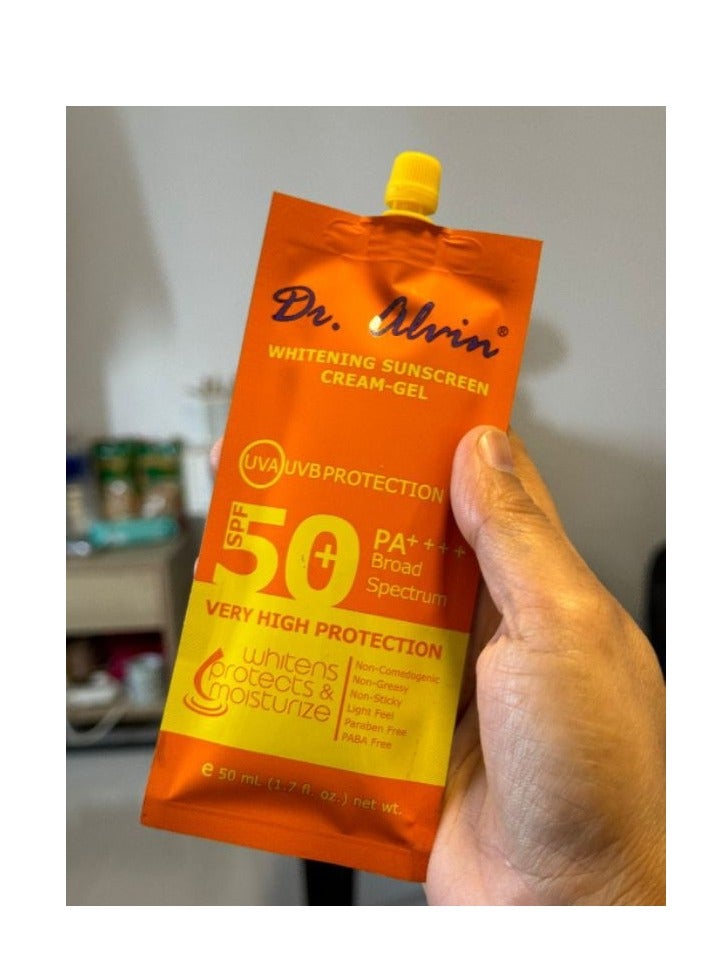 Dr. Alvin®
WHITENING SUNSCREEN
CREAM-GEL
UVA UVB PROTECTION
SPF 50+
PA++++
Broad
Spectrum
VERY HIGH PROTECTION
whitens
protects &
moisturize
Non-Comedogenic
Non-Greasy
Non-Sticky
Light Feel
Paraben Free
PABA Free
e 50 mL (1.7 fl. oz.) net wt.